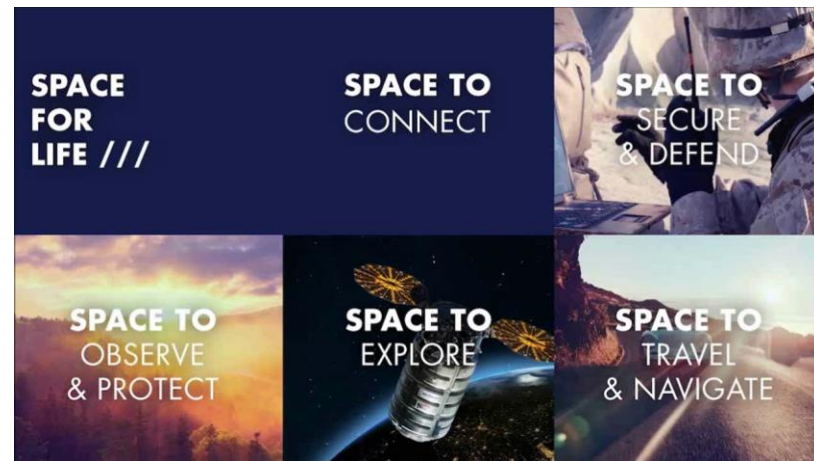 SPACE
FOR
LIFE ///
SPACE TO
CONNECT
SPACE TO
SECURE
& DEFEND
SPACE TO
OBSERVE
& PROTECT
SPACE TO
EXPLORE
SPACE TO
TRAVEL
& NAVIGATE